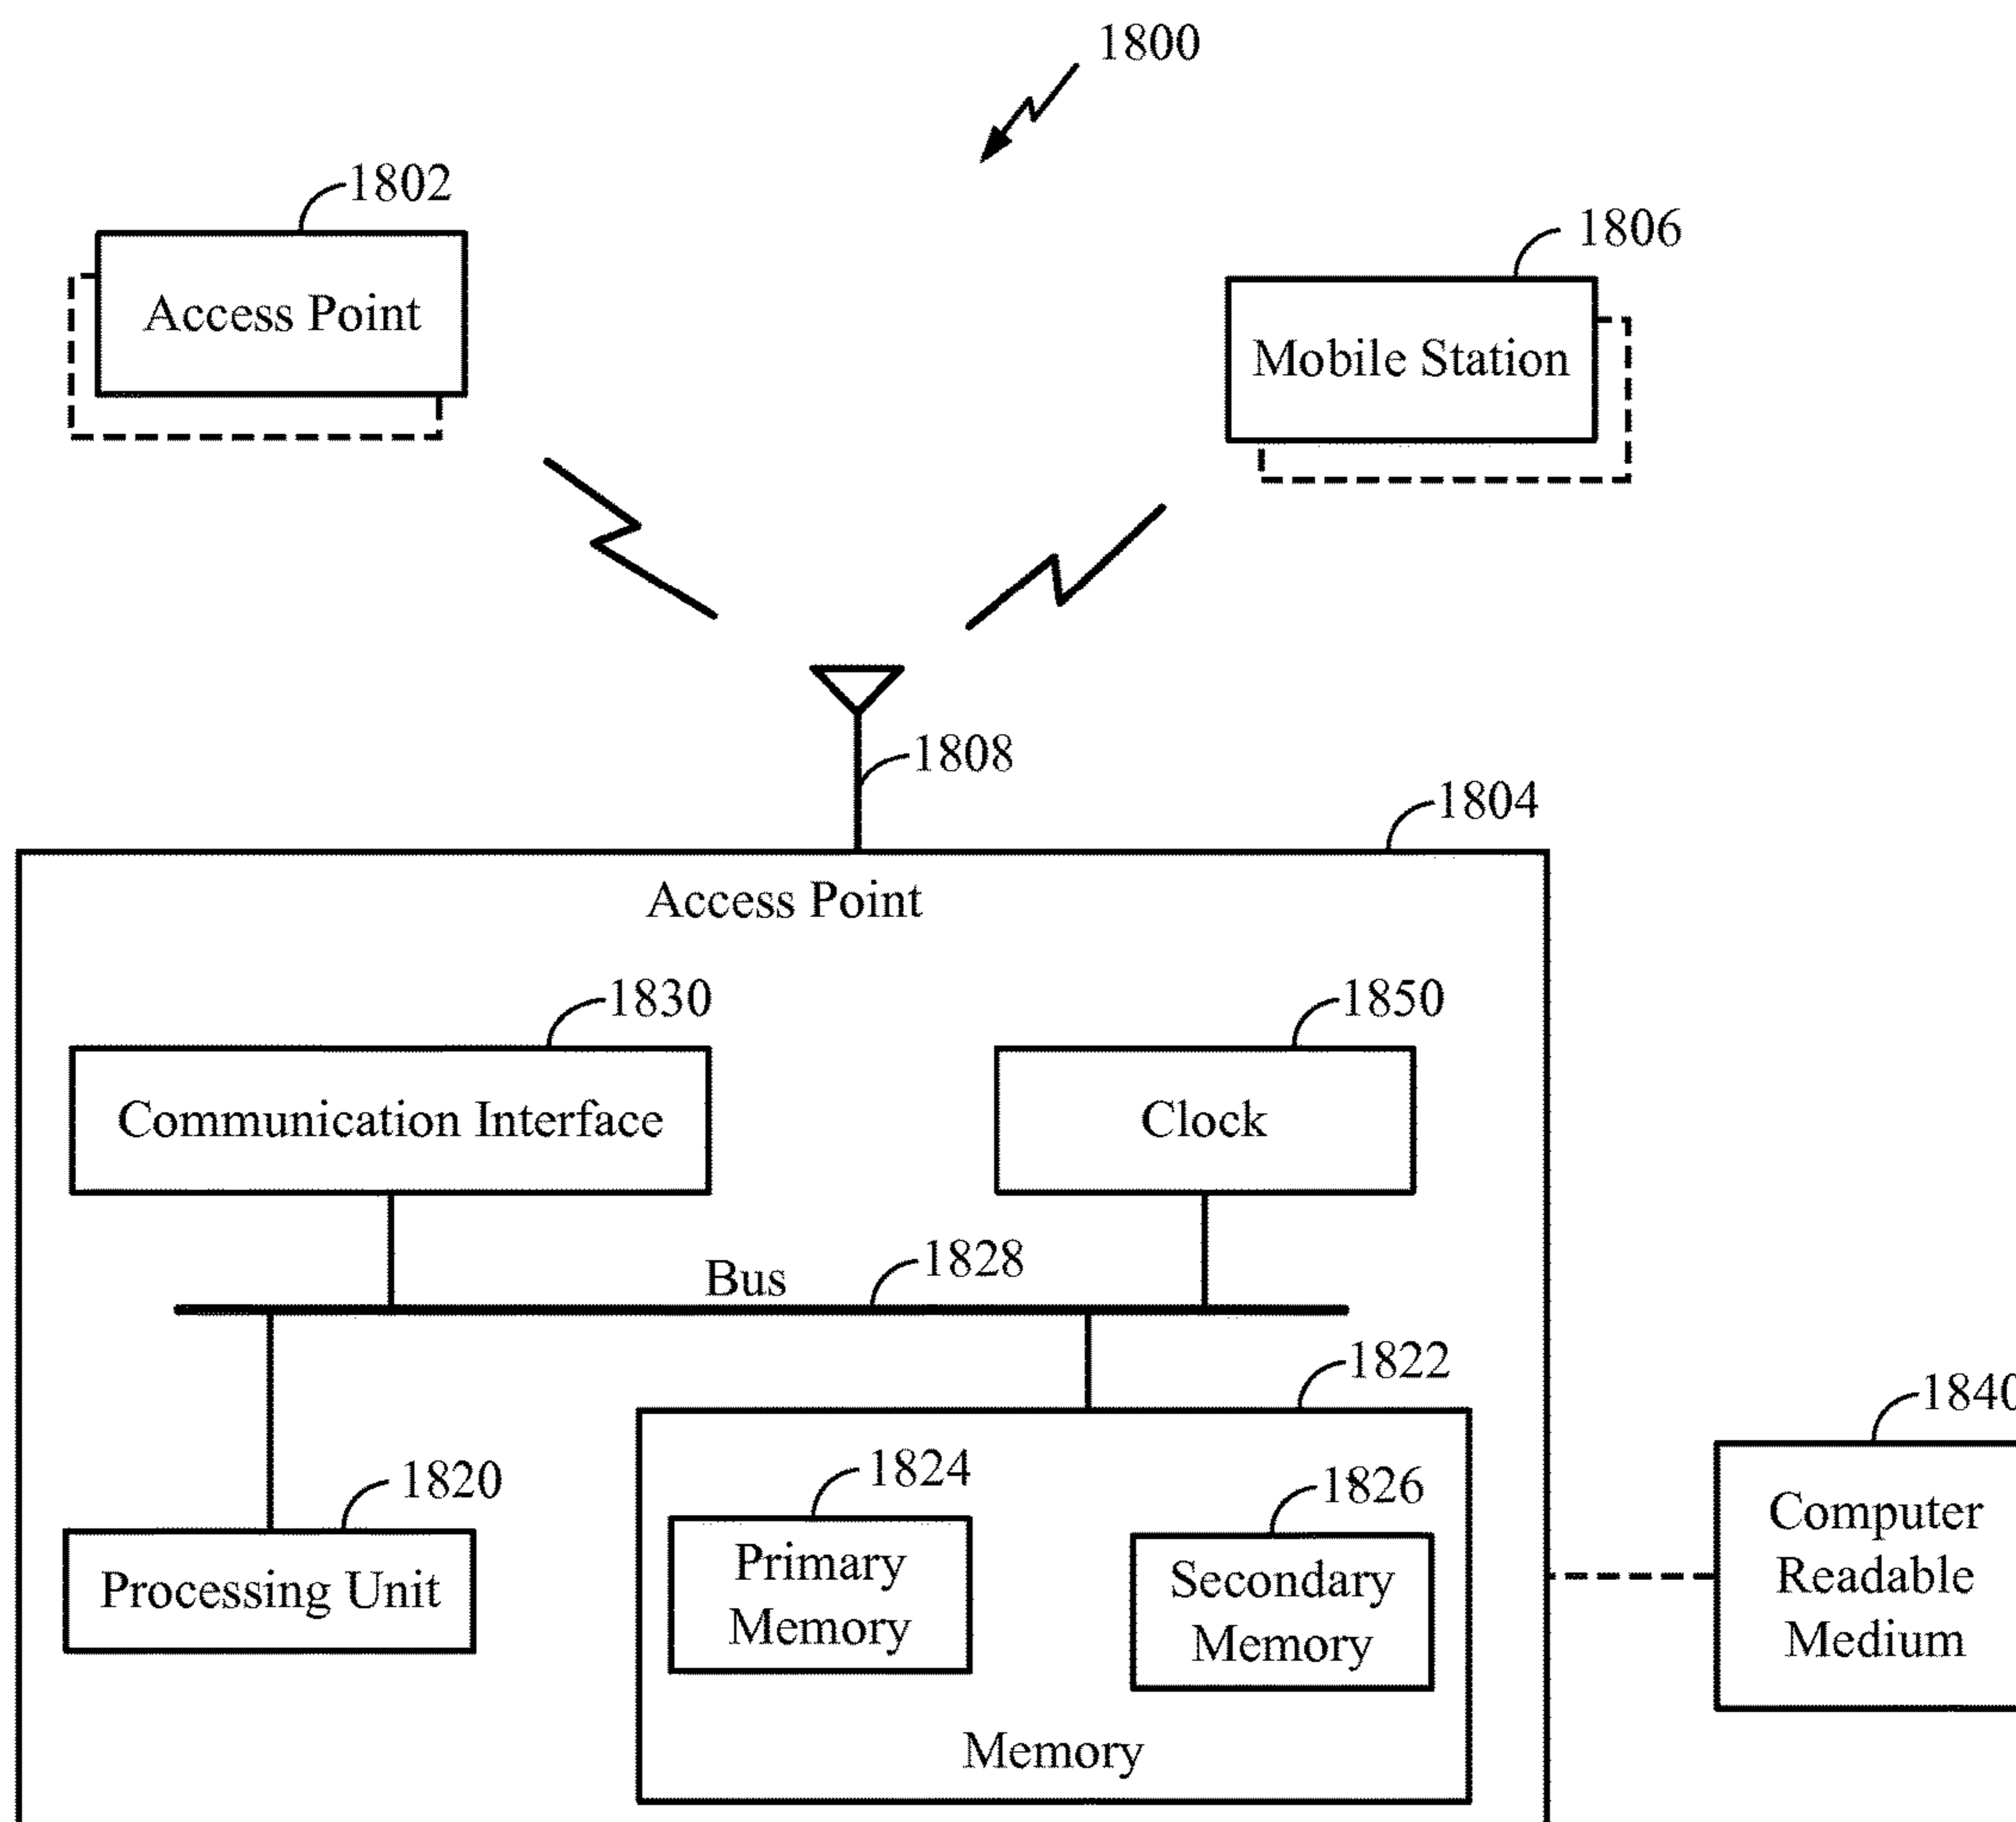 1800
1802
Access Point
1806
Mobile Station
1808
1804
Access Point
1830
Communication Interface
1850
Clock
Bus
1828
1822
1820
Processing Unit
1824
Primary
Memory
1826
Secondary
Memory
Memory
1840
Computer
Readable
Medium